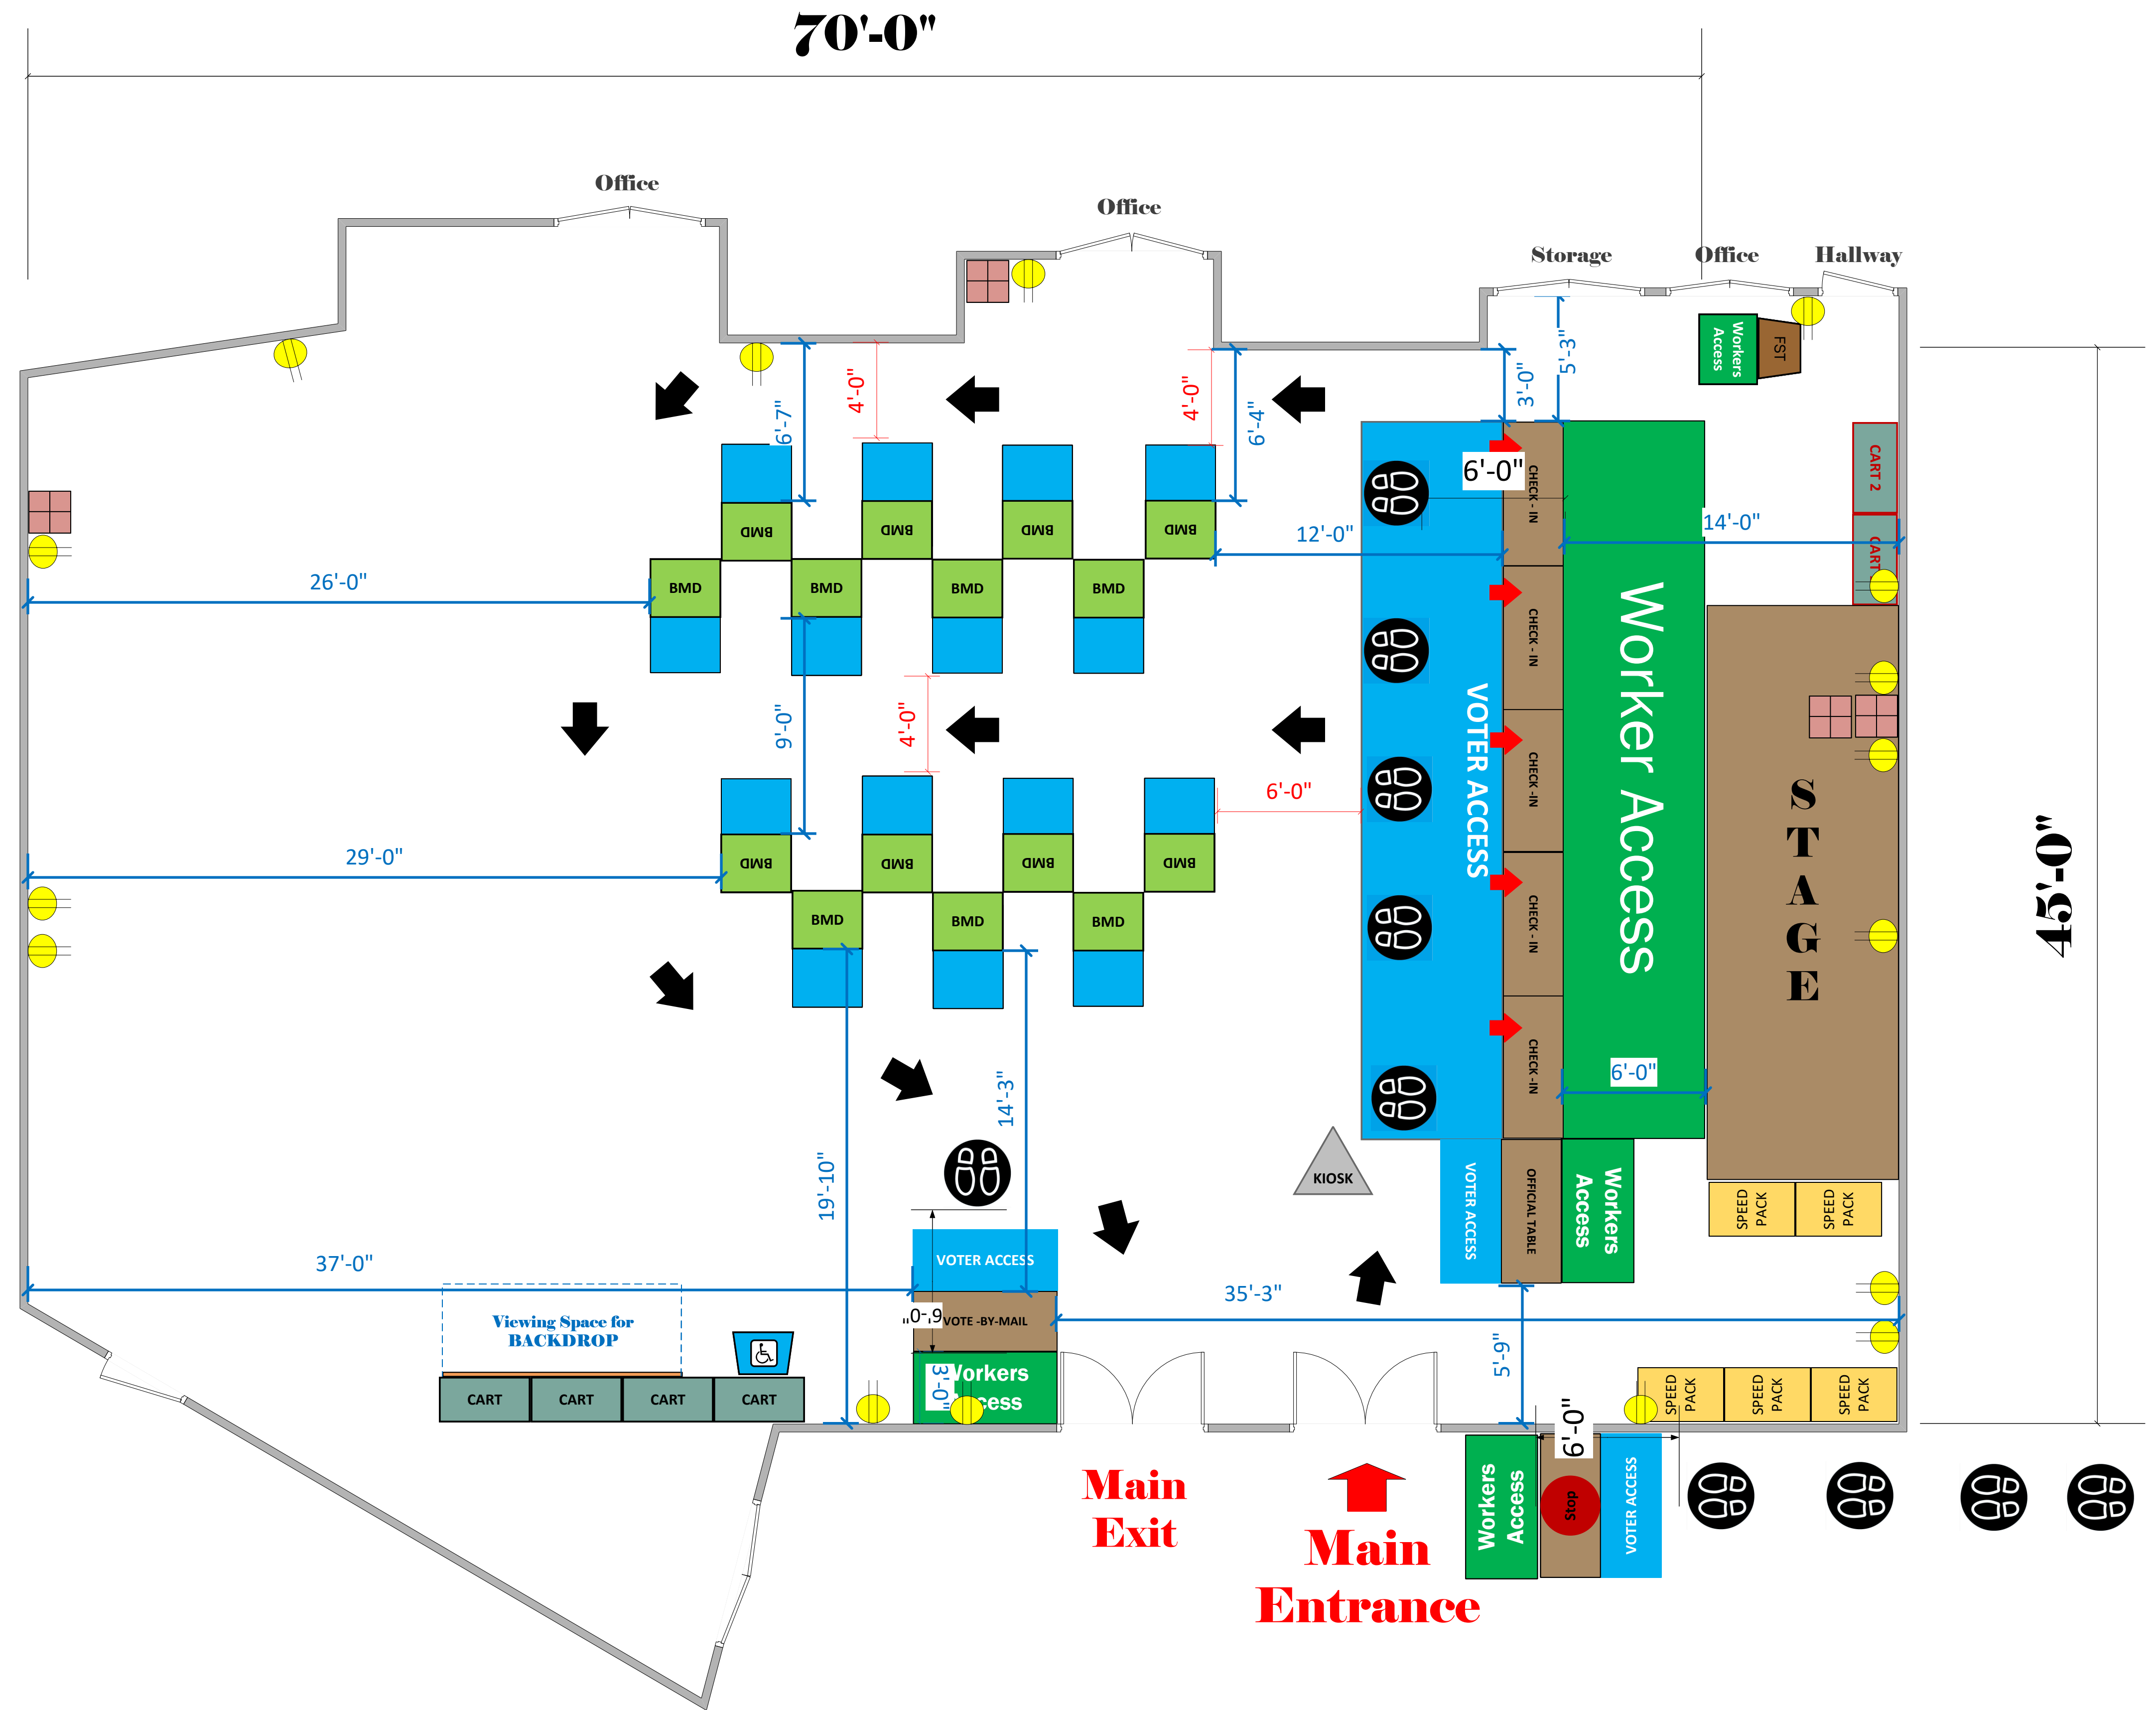 70'-0"
Office
Office
Storage
Office
Hallway
Workers
Access
FST
5'-3"
3'-0"
6'-7"
4'-0"
4'-0"
6'-4"
6'-0"
CHECK - IN
CART 2
BMD
BMD
BMD
BMD
12'-0"
14'-0"
CART
26'-0"
BMD
BMD
BMD
BMD
CHECK - IN
Worker Access
VOTER ACCESS
9'-0"
4'-0"
6'-0"
CHECK -IN
STAGE
45'-0"
29'-0"
BMD
BMD
BMD
BMD
BMD
BMD
BMD
CHECK - IN
CHECK -IN
6'-0"
14'-3"
19'-10"
KIOSK
VOTER ACCESS
OFFICIAL TABLE
Workers
Access
SPEED
PACK
SPEED
PACK
37'-0"
VOTER ACCESS
35'-3"
Viewing Space for
BACKDROP
6'-0"
VOTE -BY-MAIL
5'-9"
3'-0"
Workers
Access
CART
CART
CART
CART
SPEED
PACK
SPEED
PACK
SPEED
PACK
6'-0"
Main
Exit
Main
Entrance
Workers
Access
Stop
VOTER ACCESS